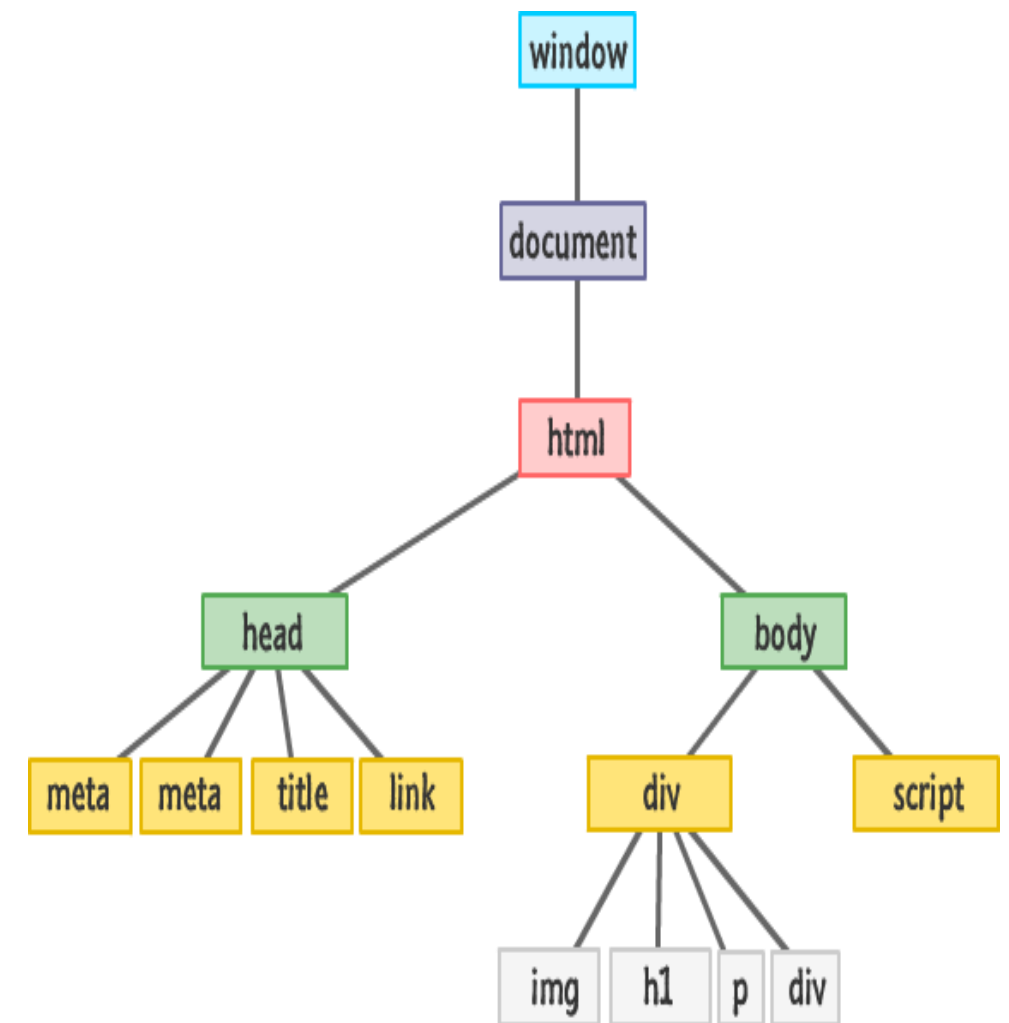 window
document
html
head body
meta meta title link div script
img h1 p div